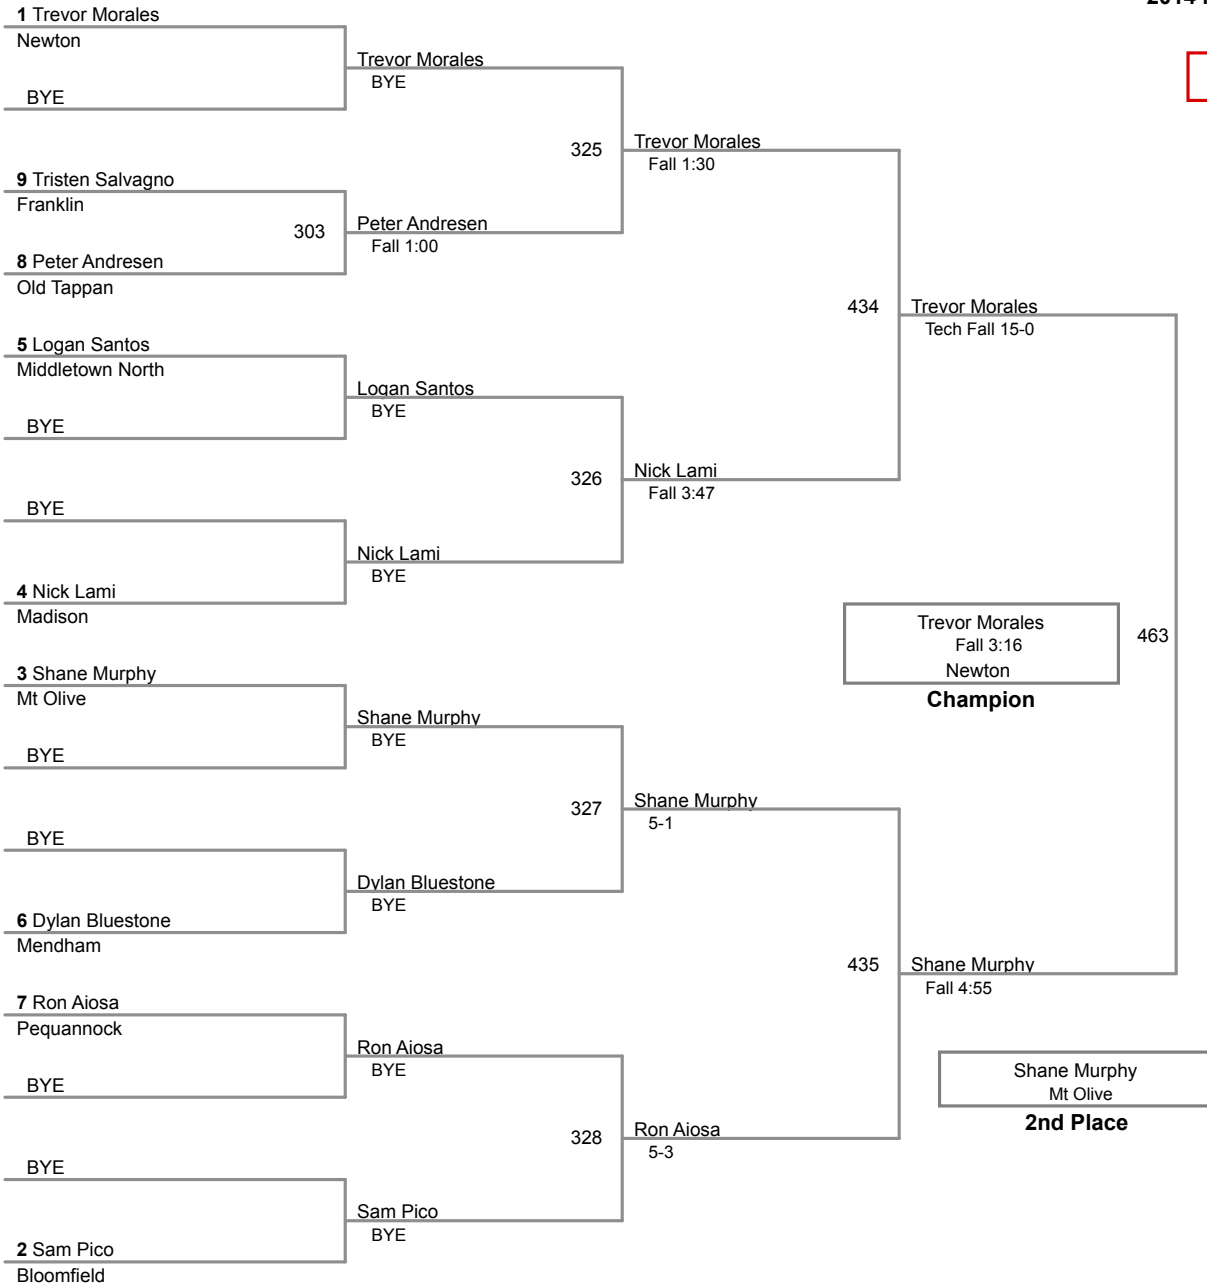 1 Trevor Morales
Newton
BYE
9 Tristen Salvagno
Franklin
8 Peter Andresen
Old Tappan
5 Logan Santos
Middletown North
BYE
BYE
4 Nick Lami
Madison
3 Shane Murphy
Mt Olive
BYE
BYE
6 Dylan Bluestone
Mendham
7 Ron Aiosa
Pequannock
BYE
BYE
2 Sam Pico
Bloomfield
303
Trevor Morales
BYE
Peter Andresen
Fall 1:00
Logan Santos
BYE
Nick Lami
BYE
Shane Murphy
BYE
Dylan Bluestone
BYE
Ron Aiosa
BYE
Sam Pico
BYE
325
326
327
328
Trevor Morales
Fall 1:30
Nick Lami
Fall 3:47
Shane Murphy
5-1
Ron Aiosa
5-3
434
435
Trevor Morales
Tech Fall 15-0
Shane Murphy
Fall 4:55
463
Trevor Morales
Fall 3:16
Newton
Champion
Shane Murphy
Mt Olive
2nd Place